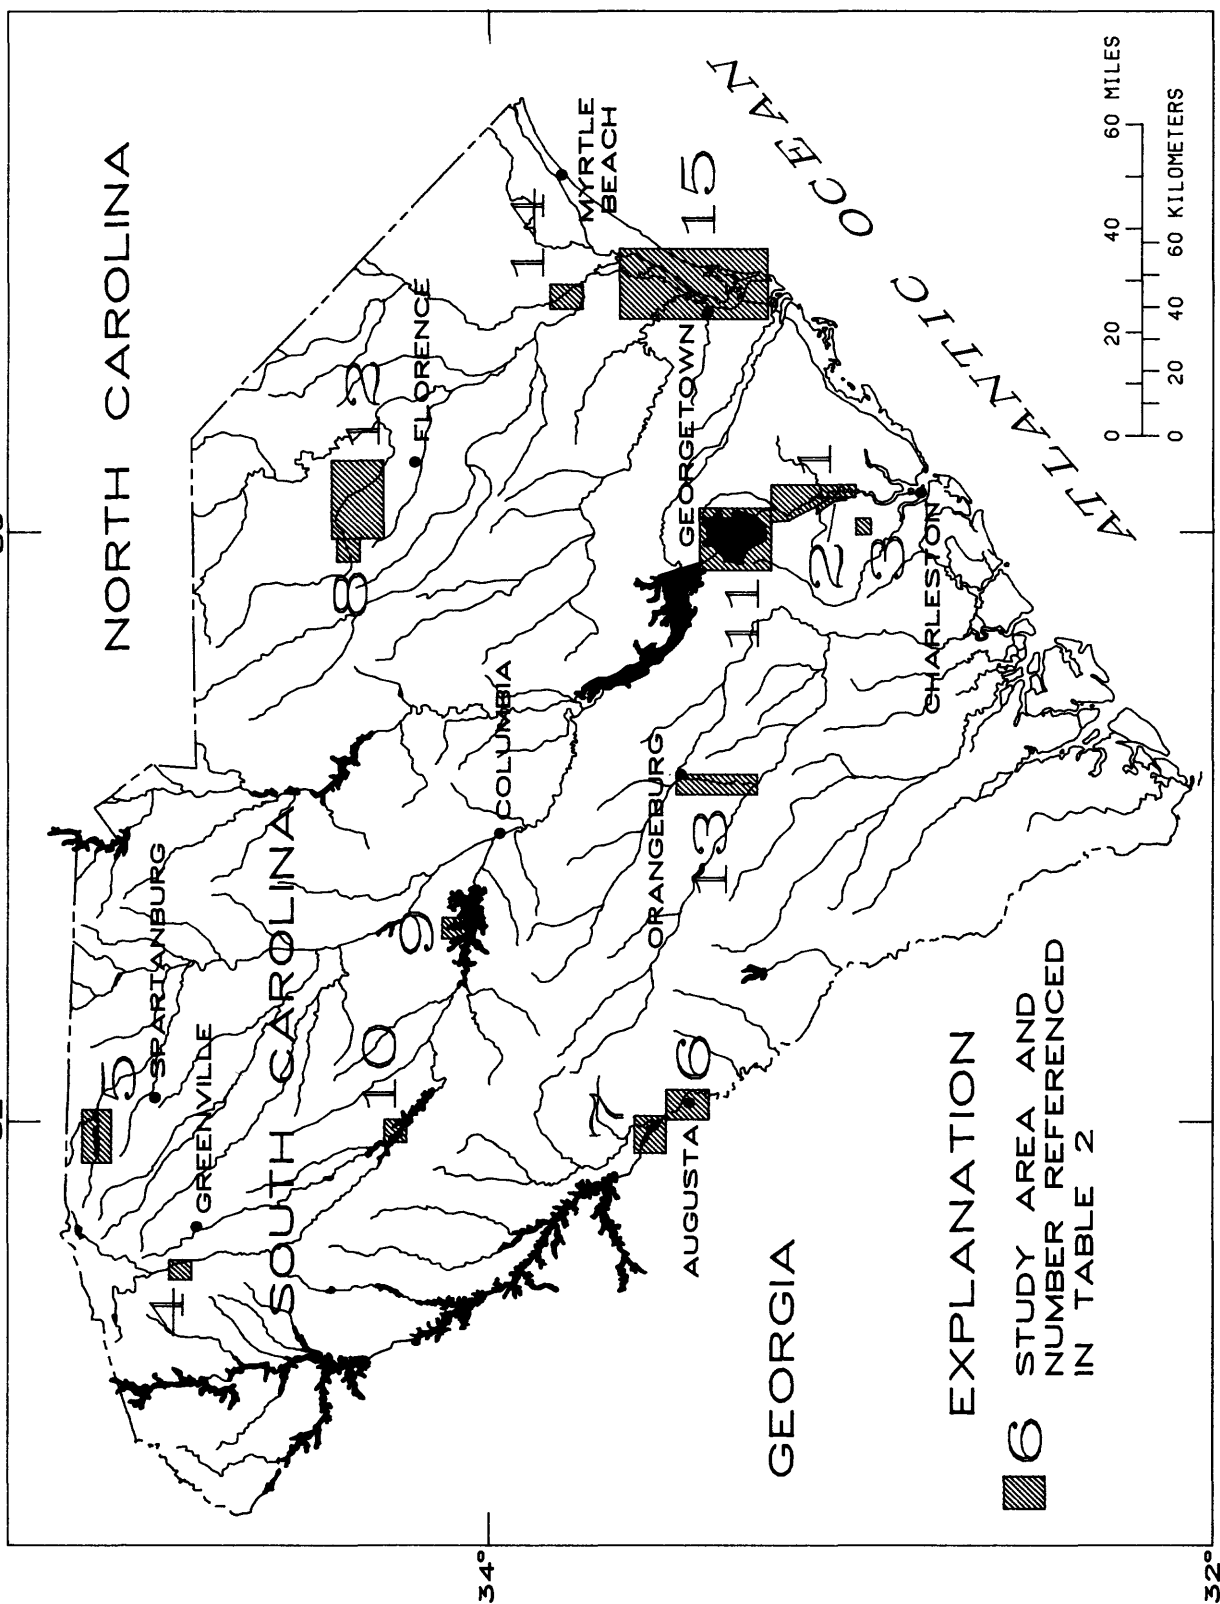 NORTH CAROLINA
5
SPARTANBURG
4
GREENVILLE
SOUTH CAROLINA
8
12
10
9
FLORENCE
34°
COLUMBIA
14
MYRTLE
BEACH
7
ORANGEBURG
GEORGETOWN
AUGUSTA
6
15
13
11
GEORGIA
1
2
3
CHARLESTON
ATLANTIC OCEAN
EXPLANATION
6 STUDY AREA AND
NUMBER REFERENCED
IN TABLE 2
0 20 40 60 MILES
0 20 40 60 KILOMETERS
32°